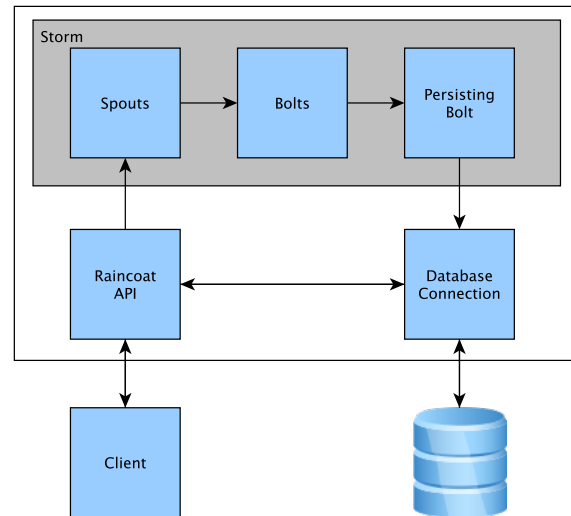 Storm
Spouts
Bolts
Persisting
Bolt
Raincoat
API
Database
Connection
Client